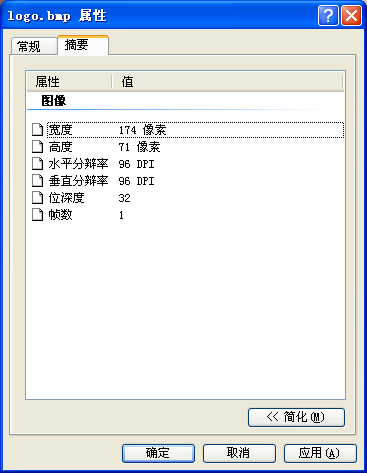 logo.bmp 属性
常规 摘要
属性 值
图像
宽度 174 像素
高度 71 像素
水平分辩率 96 DPI
垂直分辩率 96 DPI
位深度 32
帧数 1
<< 简化(M)
确定 取消 应用(A)